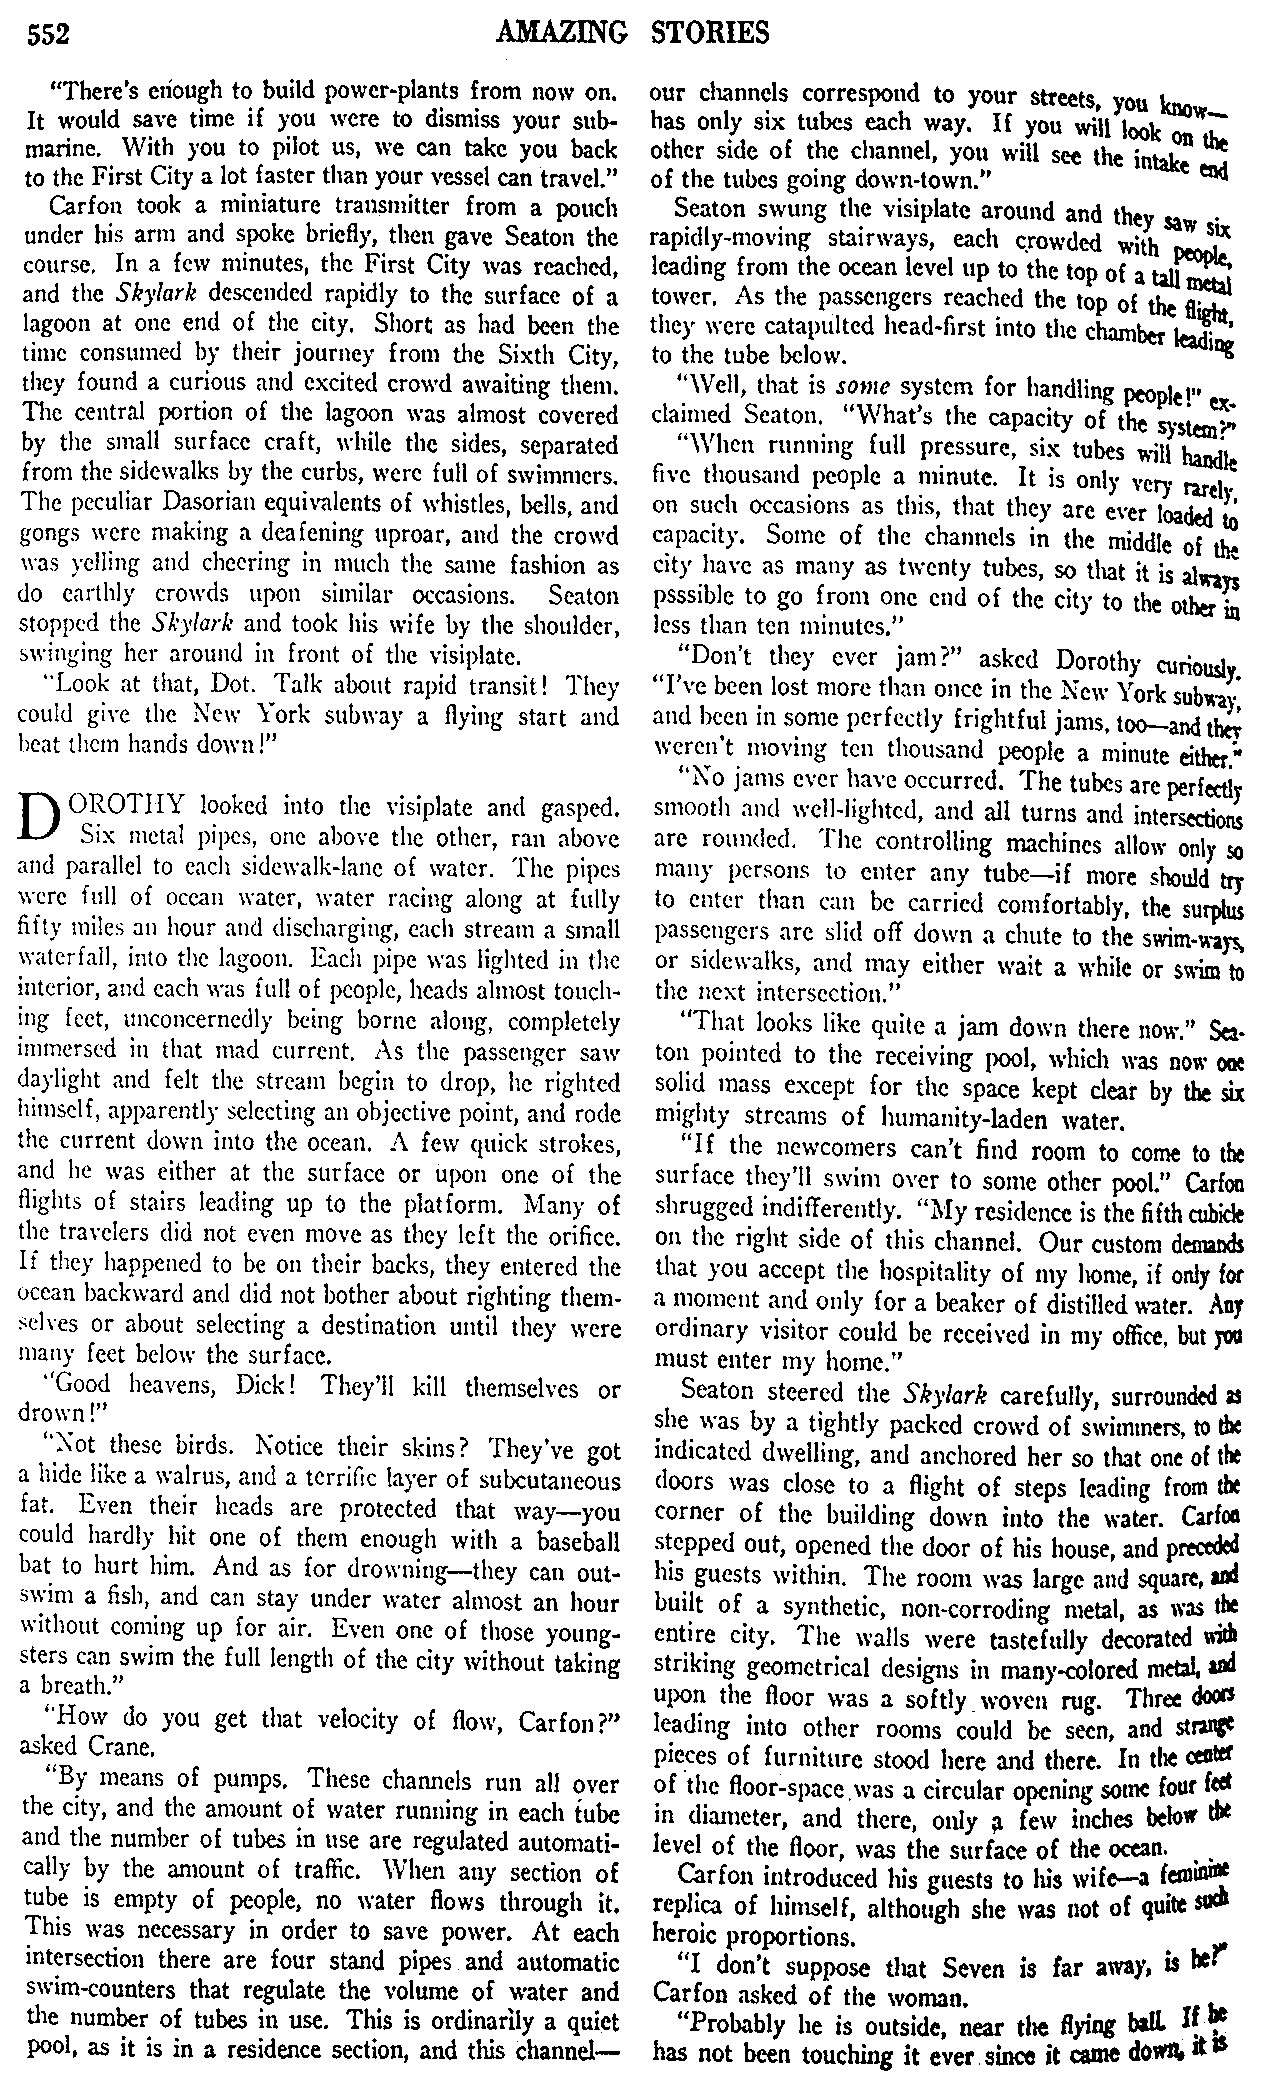 552
AMAZING STORIES
"There's enough to build power-plants from now on.
It would save time if you were to dismiss your sub-
marine. With you to pilot us, we can take you back
to the First City a lot faster than your vessel can travel."
Carfon took a miniature transmitter from a pouch
under his arm and spoke briefly, then gave Seaton the
course. In a few minutes, the First City was reached,
and the Skylark descended rapidly to the surface of a
lagoon at one end of the city. Short as had been the
time consumed by their journey from the Sixth City,
they found a curious and excited crowd awaiting them.
The central portion of the lagoon was almost covered
by the small surface craft, while the sides, separated
from the sidewalks by the curbs, were full of swimmers.
The peculiar Dasorian equivalents of whistles, bells, and
gongs were making a deafening uproar, and the crowd
was yelling and cheering in much the same fashion as
do earthly crowds upon similar occasions. Seaton
stopped the Skylark and took his wife by the shoulder,
swinging her around in front of the visiplate.
"Look at that, Dot. Talk about rapid transit! They
could give the New York subway a flying start and
beat them hands down!"
DOROTHY looked into the visiplate and gasped.
Six metal pipes, one above the other, ran above
and parallel to each sidewalk-lane of water. The pipes
were full of ocean water, water racing along at fully
fifty miles an hour and discharging, each stream a small
waterfall, into the lagoon. Each pipe was lighted in the
interior, and each was full of people, heads almost touch-
ing feet, unconcernedly being borne along, completely
immersed in that mad current. As the passenger saw
daylight and felt the stream begin to drop, he righted
himself, apparently selecting an objective point, and rode
the current down into the ocean. A few quick strokes,
and he was either at the surface or upon one of the
flights of stairs leading up to the platform. Many of
the travelers did not even move as they left the orifice.
If they happened to be on their backs, they entered the
ocean backward and did not bother about righting them-
selves or about selecting a destination until they were
many feet below the surface.
"Good heavens, Dick! They'll kill themselves or
drown!"
"Not these birds. Notice their skins? They've got
a hide like a walrus, and a terrific layer of subcutaneous
fat. Even their heads are protected that way—you
could hardly hit one of them enough with a baseball
bat to hurt him. And as for drowning—they can out-
swim a fish, and can stay under water almost an hour
without coming up for air. Even one of those young-
sters can swim the full length of the city without taking
a breath."
"How do you get that velocity of flow, Carfon?"
asked Crane.
"By means of pumps. These channels run all over
the city, and the amount of water running in each tube
and the number of tubes in use are regulated automati-
cally by the amount of traffic. When any section of
tube is empty of people, no water flows through it.
This was necessary in order to save power. At each
intersection there are four stand pipes and automatic
swim-counters that regulate the volume of water and
the number of tubes in use. This is ordinarily a quiet
pool, as it is in a residence section, and this channel—
our channels correspond to your streets, you know—
has only six tubes each way. If you will look on the
other side of the channel, you will see the intake end
of the tubes going down-town."
Seaton swung the visiplate around and they saw six
rapidly-moving stairways, each crowded with people,
leading from the ocean level up to the top of a tall metal
tower. As the passengers reached the top of the flight,
they were catapulted head-first into the chamber leading
to the tube below.
"Well, that is some system for handling people!" ex-
claimed Seaton. "What's the capacity of the system?"
"When running full pressure, six tubes will handle
five thousand people a minute. It is only very rarely,
on such occasions as this, that they are ever loaded to
capacity. Some of the channels in the middle of the
city have as many as twenty tubes, so that it is always
psssible to go from one end of the city to the other in
less than ten minutes."
"Don't they ever jam?" asked Dorothy curiously.
"I've been lost more than once in the New York subway,
and been in some perfectly frightful jams, too—and they
weren't moving ten thousand people a minute either."
"No jams ever have occurred. The tubes are perfectly
smooth and well-lighted, and all turns and intersections
are rounded. The controlling machines allow only so
many persons to enter any tube—if more should try
to enter than can be carried comfortably, the surplus
passengers are slid off down a chute to the swim-ways,
or sidewalks, and may either wait a while or swim to
the next intersection."
"That looks like quite a jam down there now." Sea-
ton pointed to the receiving pool, which was now one
solid mass except for the space kept clear by the six
mighty streams of humanity-laden water.
"If the newcomers can't find room to come to the
surface they'll swim over to some other pool." Carfon
shrugged indifferently. "My residence is the fifth cubicle
on the right side of this channel. Our custom demands
that you accept the hospitality of my home, if only for
a moment and only for a beaker of distilled water. Any
ordinary visitor could be received in my office, but you
must enter my home."
Seaton steered the Skylark carefully, surrounded as
she was by a tightly packed crowd of swimmers, to the
indicated dwelling, and anchored her so that one of the
doors was close to a flight of steps leading from the
corner of the building down into the water. Carfon
stepped out, opened the door of his house, and preceded
his guests within. The room was large and square, and
built of a synthetic, non-corroding metal, as was the
entire city. The walls were tastefully decorated with
striking geometrical designs in many-colored metal, and
upon the floor was a softly woven rug. Three doors
leading into other rooms could be seen, and strange
pieces of furniture stood here and there. In the center
of the floor-space was a circular opening some four feet
in diameter, and there, only a few inches below the
level of the floor, was the surface of the ocean.
Carfon introduced his guests to his wife—a feminine
replica of himself, although she was not of quite such
heroic proportions.
"I don't suppose that Seven is far away, is he?"
Carfon asked of the woman.
"Probably he is outside, near the flying ball. If he
has not been touching it ever since it came down, it is